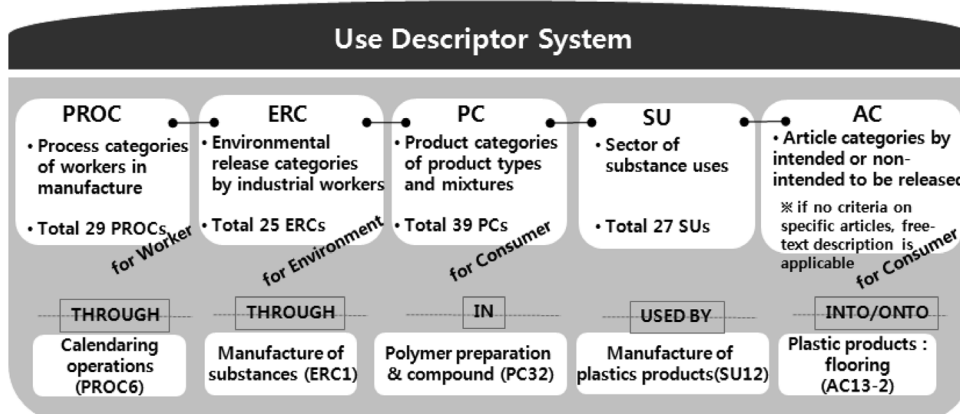 Use Descriptor System
PROC
• Process categories
of workers in
manufacture
• Total 29 PROCs
for Worker
ERC
• Environmental
release categories
by industrial workers
• Total 25 ERCs
for Environment
PC
• Product categories
of product types
and mixtures
• Total 39 PCs
for Consumer
SU
• Sector of
substance uses
• Total 27 SUs
AC
• Article categories by
intended or non-
intended to be released
※ if no criteria on
specific articles, free-
text description is
applicable
for Consumer
THROUGH
Calendaring
operations
(PROC6)
THROUGH
Manufacture of
substances (ERC1)
IN
Polymer preparation
& compound (PC32)
USED BY
Manufacture of
plastics products(SU12)
INTO/ONTO
Plastic products :
flooring
(AC13-2)